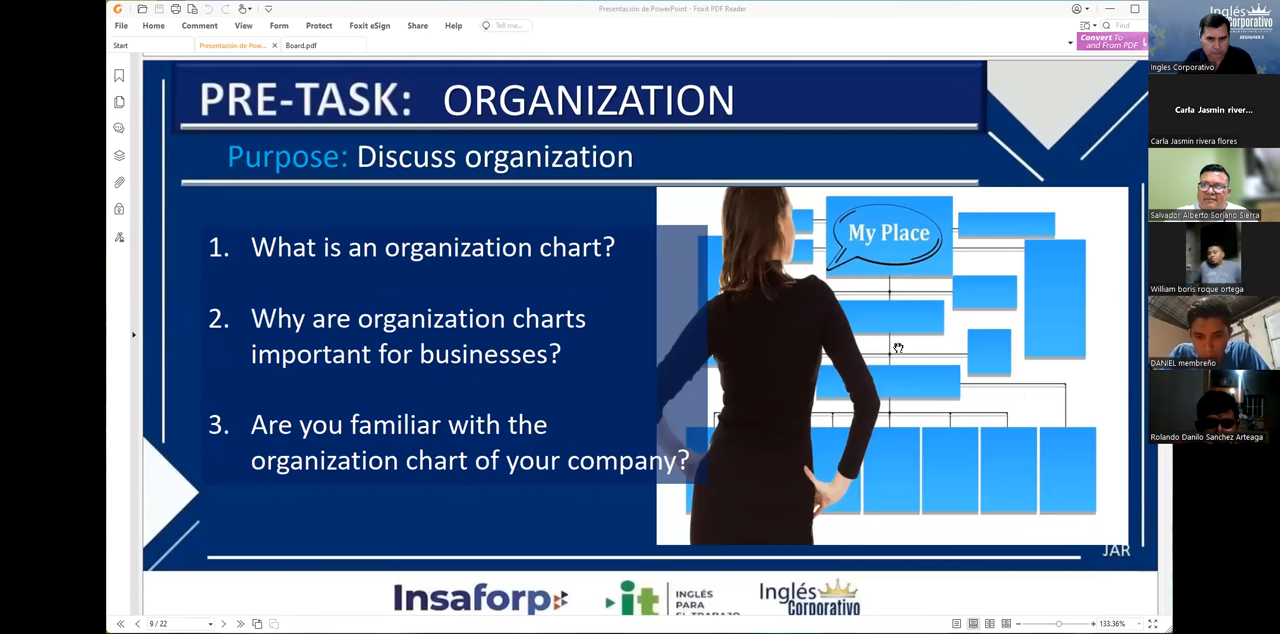 Presentación de PowerPoint - Foxit PDF Reader
File Home Comment View Form Protect Foxit eSign Share Help Tell me... Find
Start Presentación de Pow... Board.pdf
Convert To
and From PDF
PRE-TASK: ORGANIZATION
Purpose: Discuss organization
1. What is an organization chart?
2. Why are organization charts
important for businesses?
3. Are you familiar with the
organization chart of your company?
My Place
JAR
Insaforp
it INGLÉS
PARA
EL TRABAJO
Inglés
Corporativo
9 / 22
133.36%
Inglés
Corporativo
BEGINNER 3
Ingles Corporativo
Carla Jasmin river...
Carla Jasmin rivera flores
Salvador Alberto Soriano Sierra
William boris roque ortega
DANIEL membreño
Rolando Danilo Sanchez Arteaga